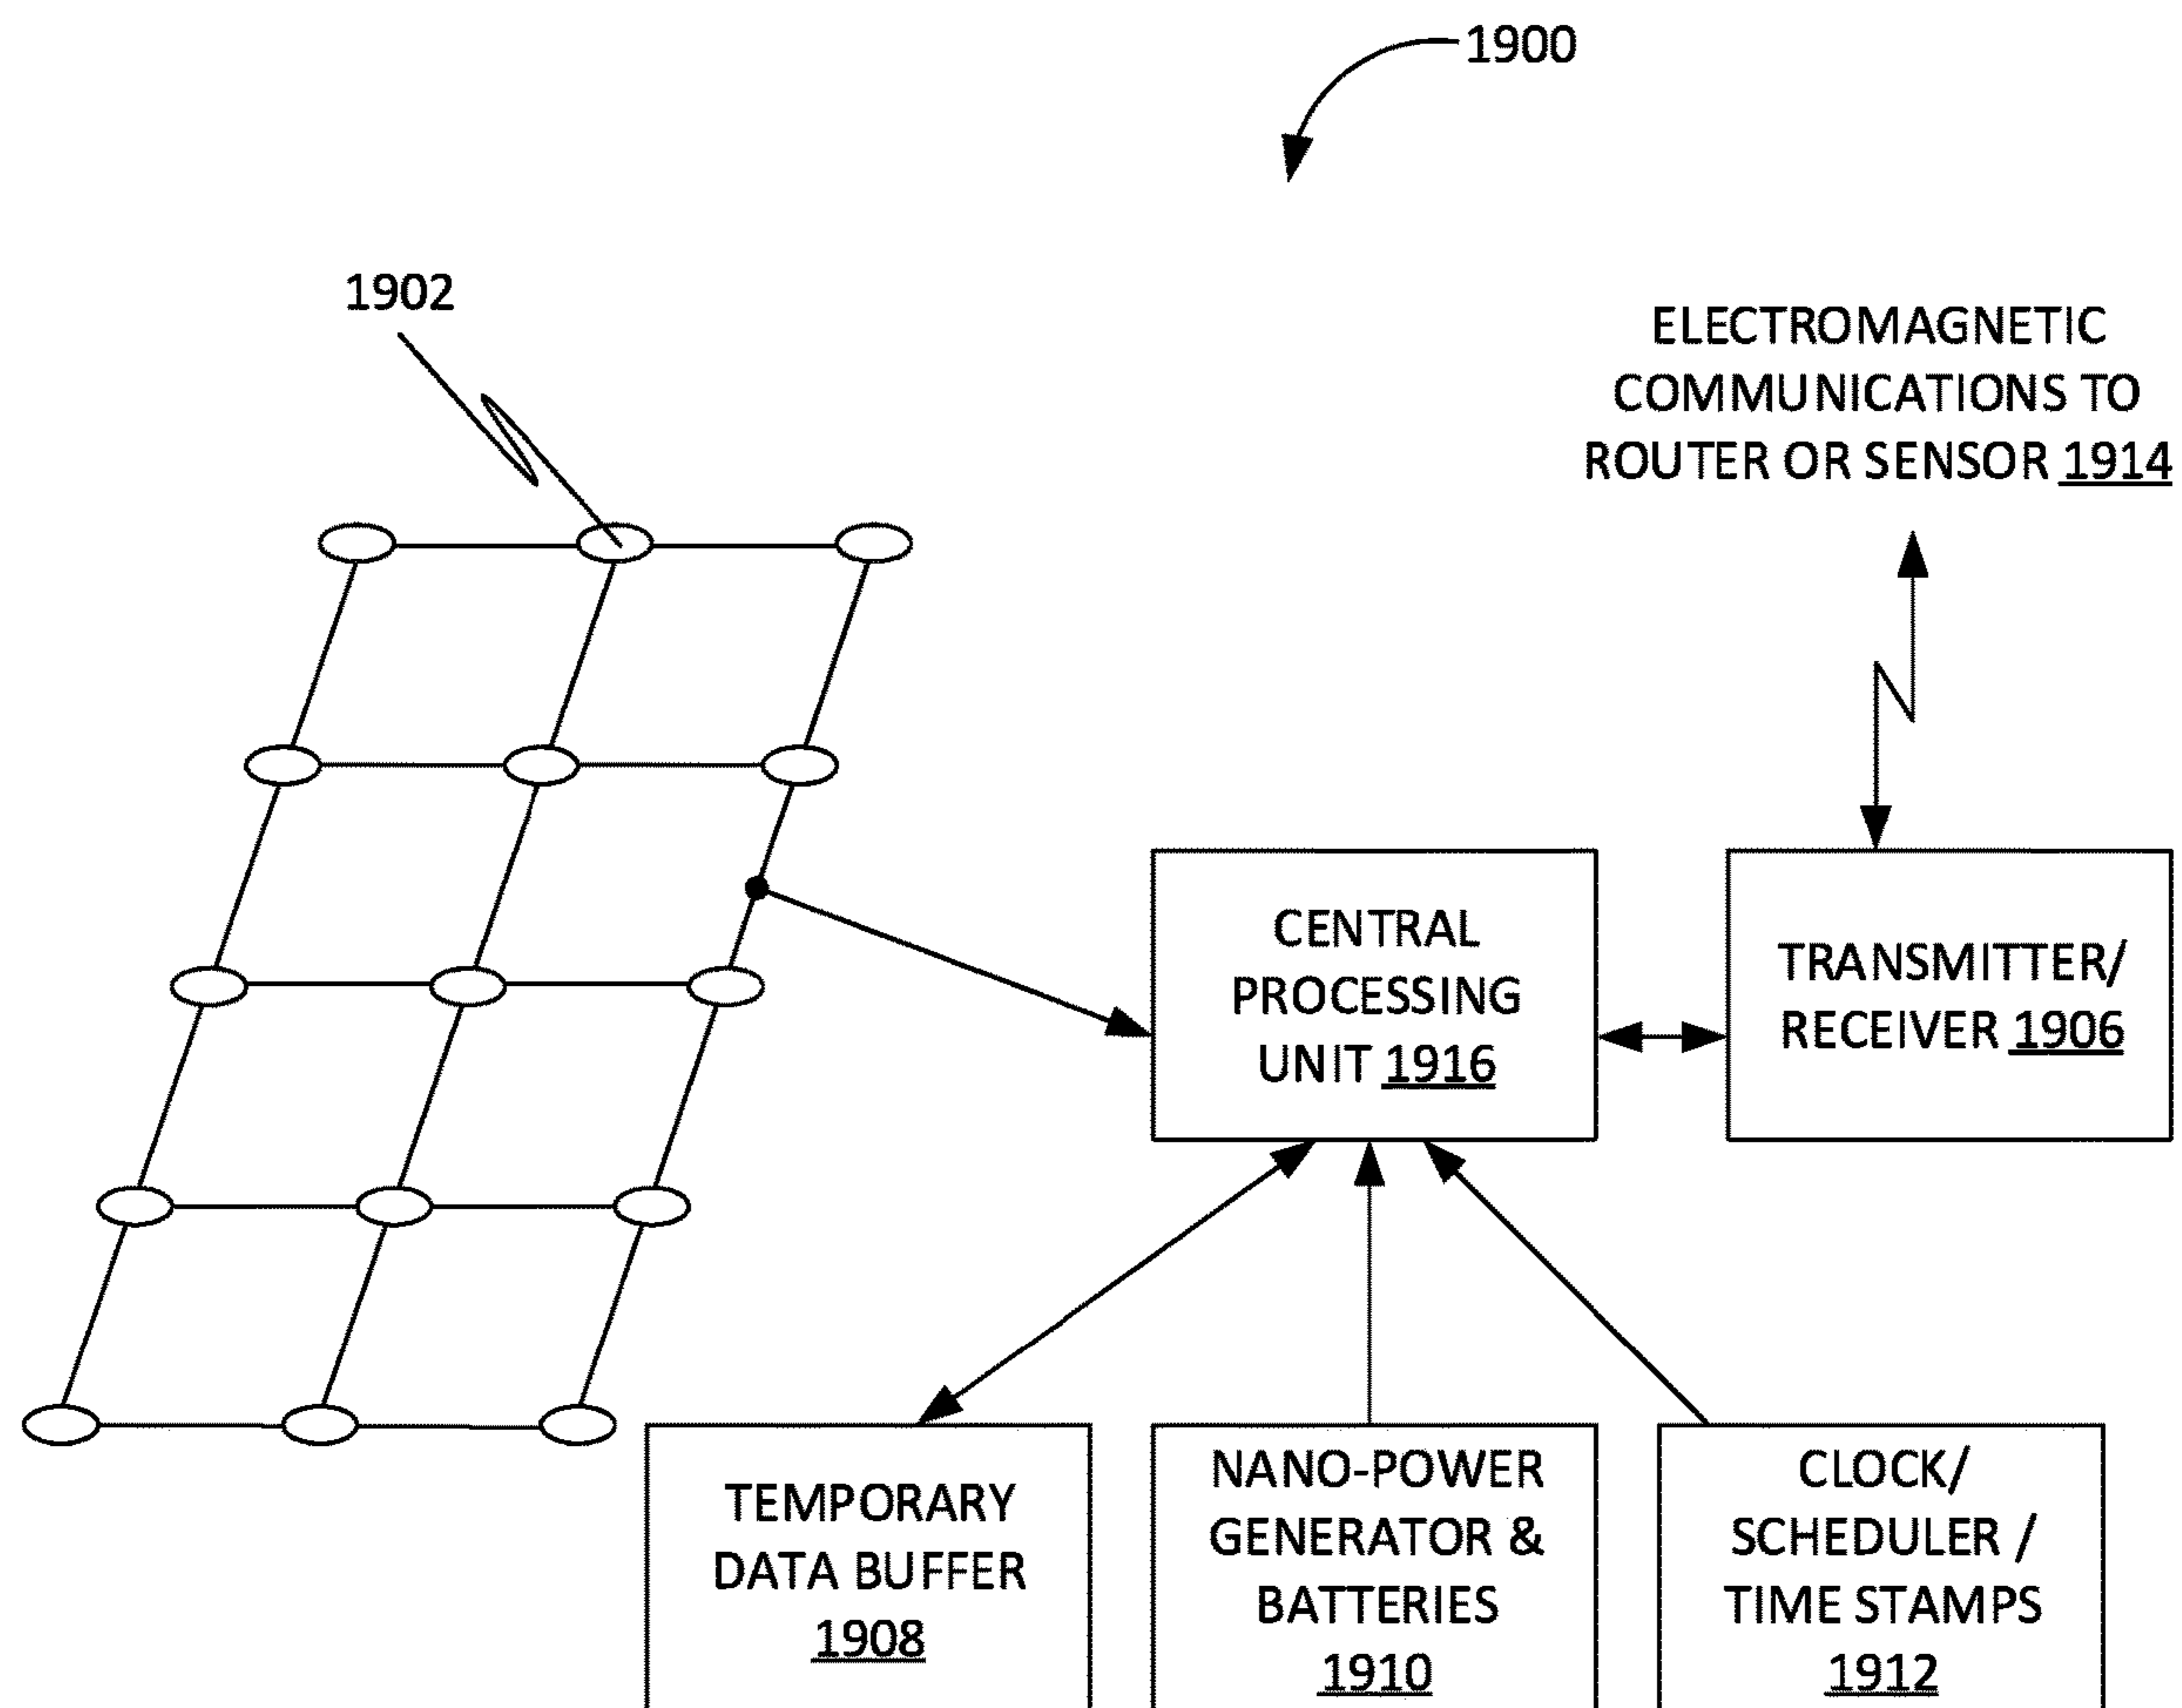 1900
1902
ELECTROMAGNETIC
COMMUNICATIONS TO
ROUTER OR SENSOR 1914
CENTRAL
PROCESSING
UNIT 1916
TRANSMITTER/
RECEIVER 1906
TEMPORARY
DATA BUFFER
1908
NANO-POWER
GENERATOR &
BATTERIES
1910
CLOCK/
SCHEDULER /
TIME STAMPS
1912